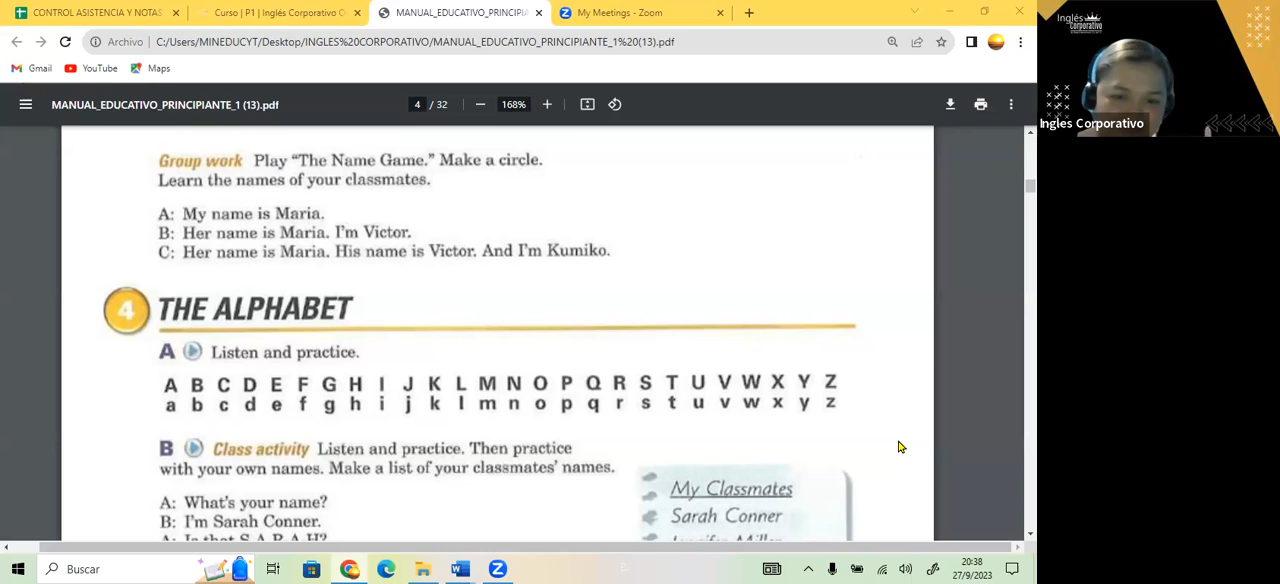 CONTROL ASISTENCIA Y NOTAS
Curso | P1 | Inglés Corporativo C
MANUAL_EDUCATIVO_PRINCIPIA
My Meetings - Zoom
Archivo
C:/Users/MINEDUCYT/Desktop/INGLES%20CORPORATIVO/MANUAL_EDUCATIVO_PRINCIPIANTE_1%20(13).pdf
Gmail
YouTube
Maps
MANUAL_EDUCATIVO_PRINCIPIANTE_1 (13).pdf
4 / 32
168%
Group work Play “The Name Game.” Make a circle.
Learn the names of your classmates.
A: My name is Maria.
B: Her name is Maria. I'm Victor.
C: Her name is Maria. His name is Victor. And I'm Kumiko.
4 THE ALPHABET
A Listen and practice.
A B C D E F G H I J K L M N O P Q R S T U V W X Y Z
a b c d e f g h i j k l m n o p q r s t u v w x y z
B Class activity Listen and practice. Then practice
with your own names. Make a list of your classmates' names.
A: What's your name?
B: I'm Sarah Conner.
A: Is that S-A-R-A-H?
My Classmates
Sarah Conner
Jennifer Miller
Inglés
Corporativo
Ingles Corporativo
Buscar
20:38
27/9/2023